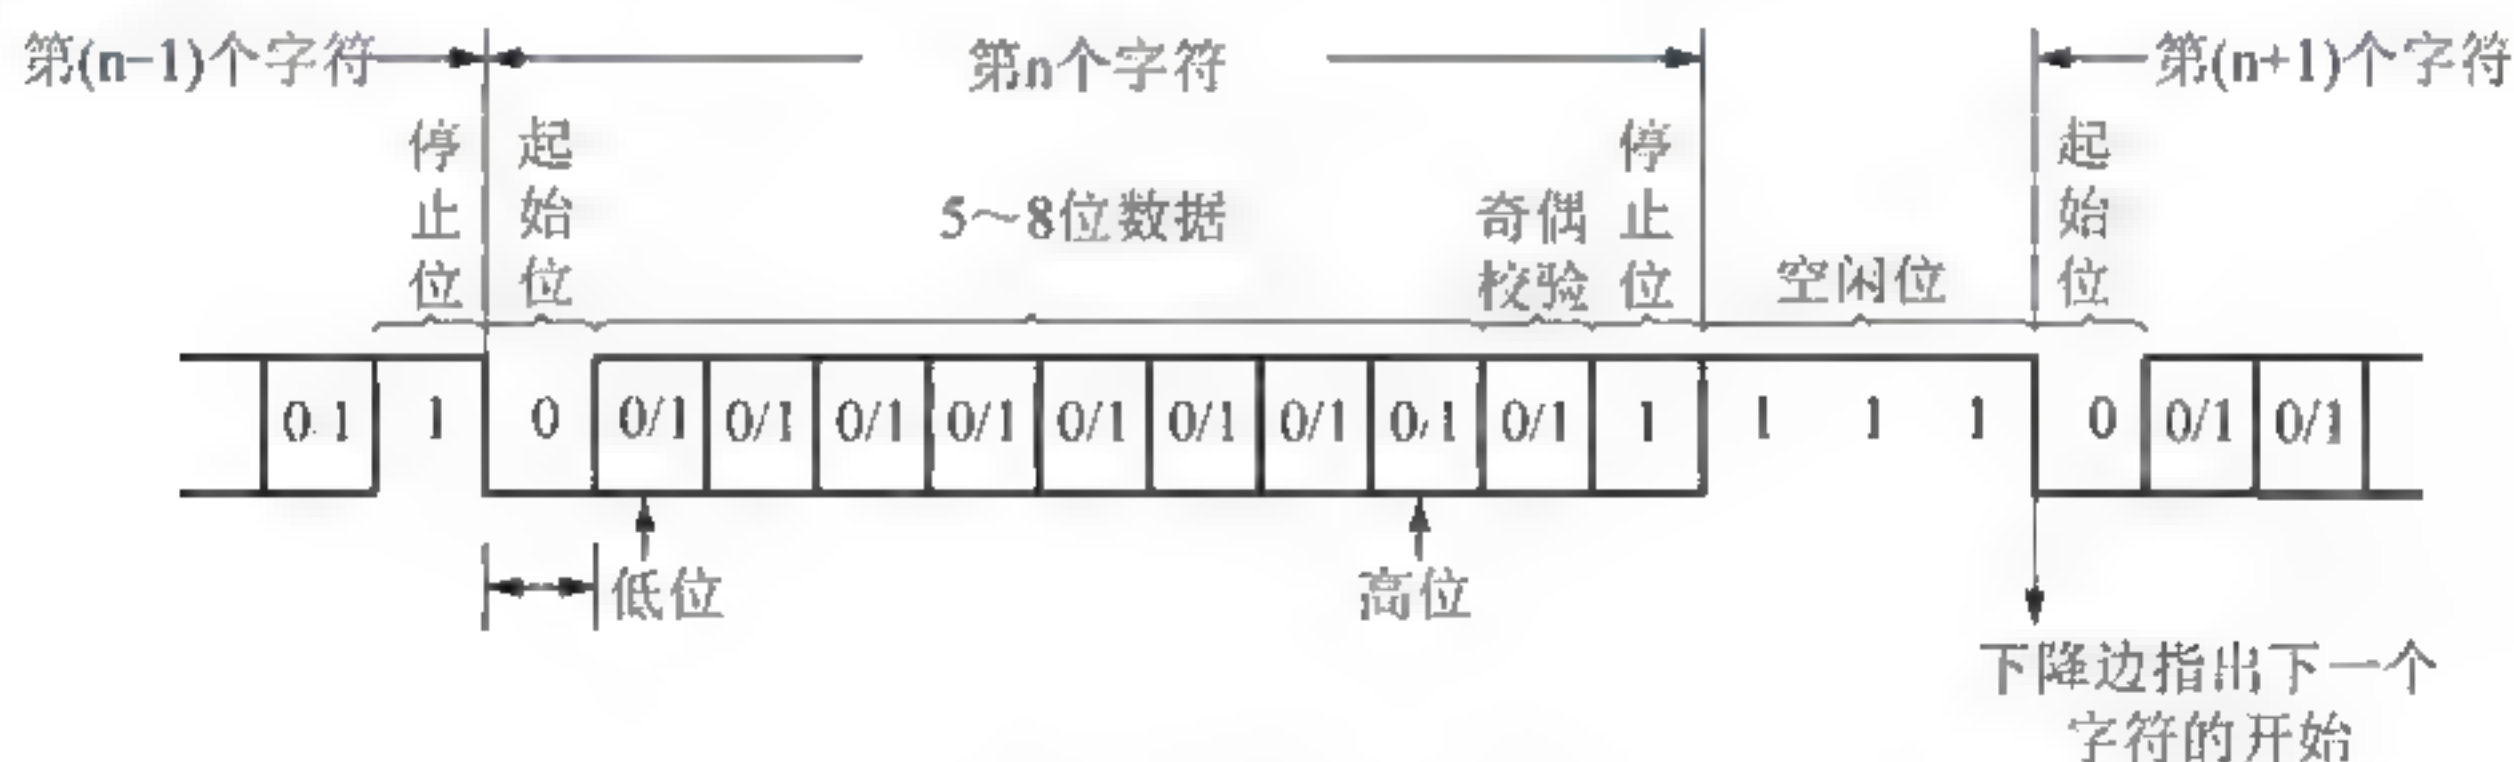 第(n-1)个字符
第n个字符
第(n+1)个字符
停止位
起始位
5～8位数据
奇偶校验
停止位
空闲位
起始位
0 1 1 0 0/1 0/1 0/1 0/1 0/1 0/1 0/1 0/1 0/1 1 1 1 1 0 0/1 0/1
低位
高位
下降边指出下一个
字符的开始